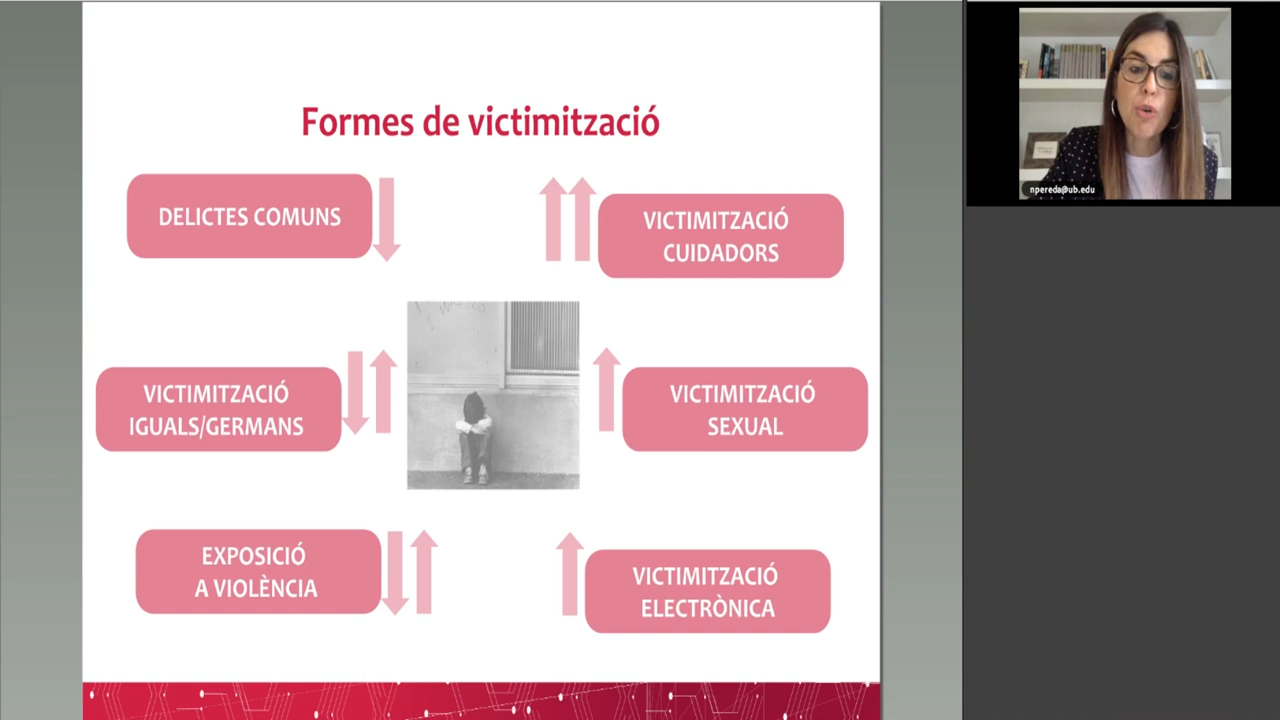 Formes de victimització
DELICTES COMUNS
VICTIMITZACIÓ
CUIDADORS
VICTIMITZACIÓ
IGUALS/GERMANS
VICTIMITZACIÓ
SEXUAL
EXPOSICIÓ
A VIOLÈNCIA
VICTIMITZACIÓ
ELECTRÒNICA
npereda@ub.edu